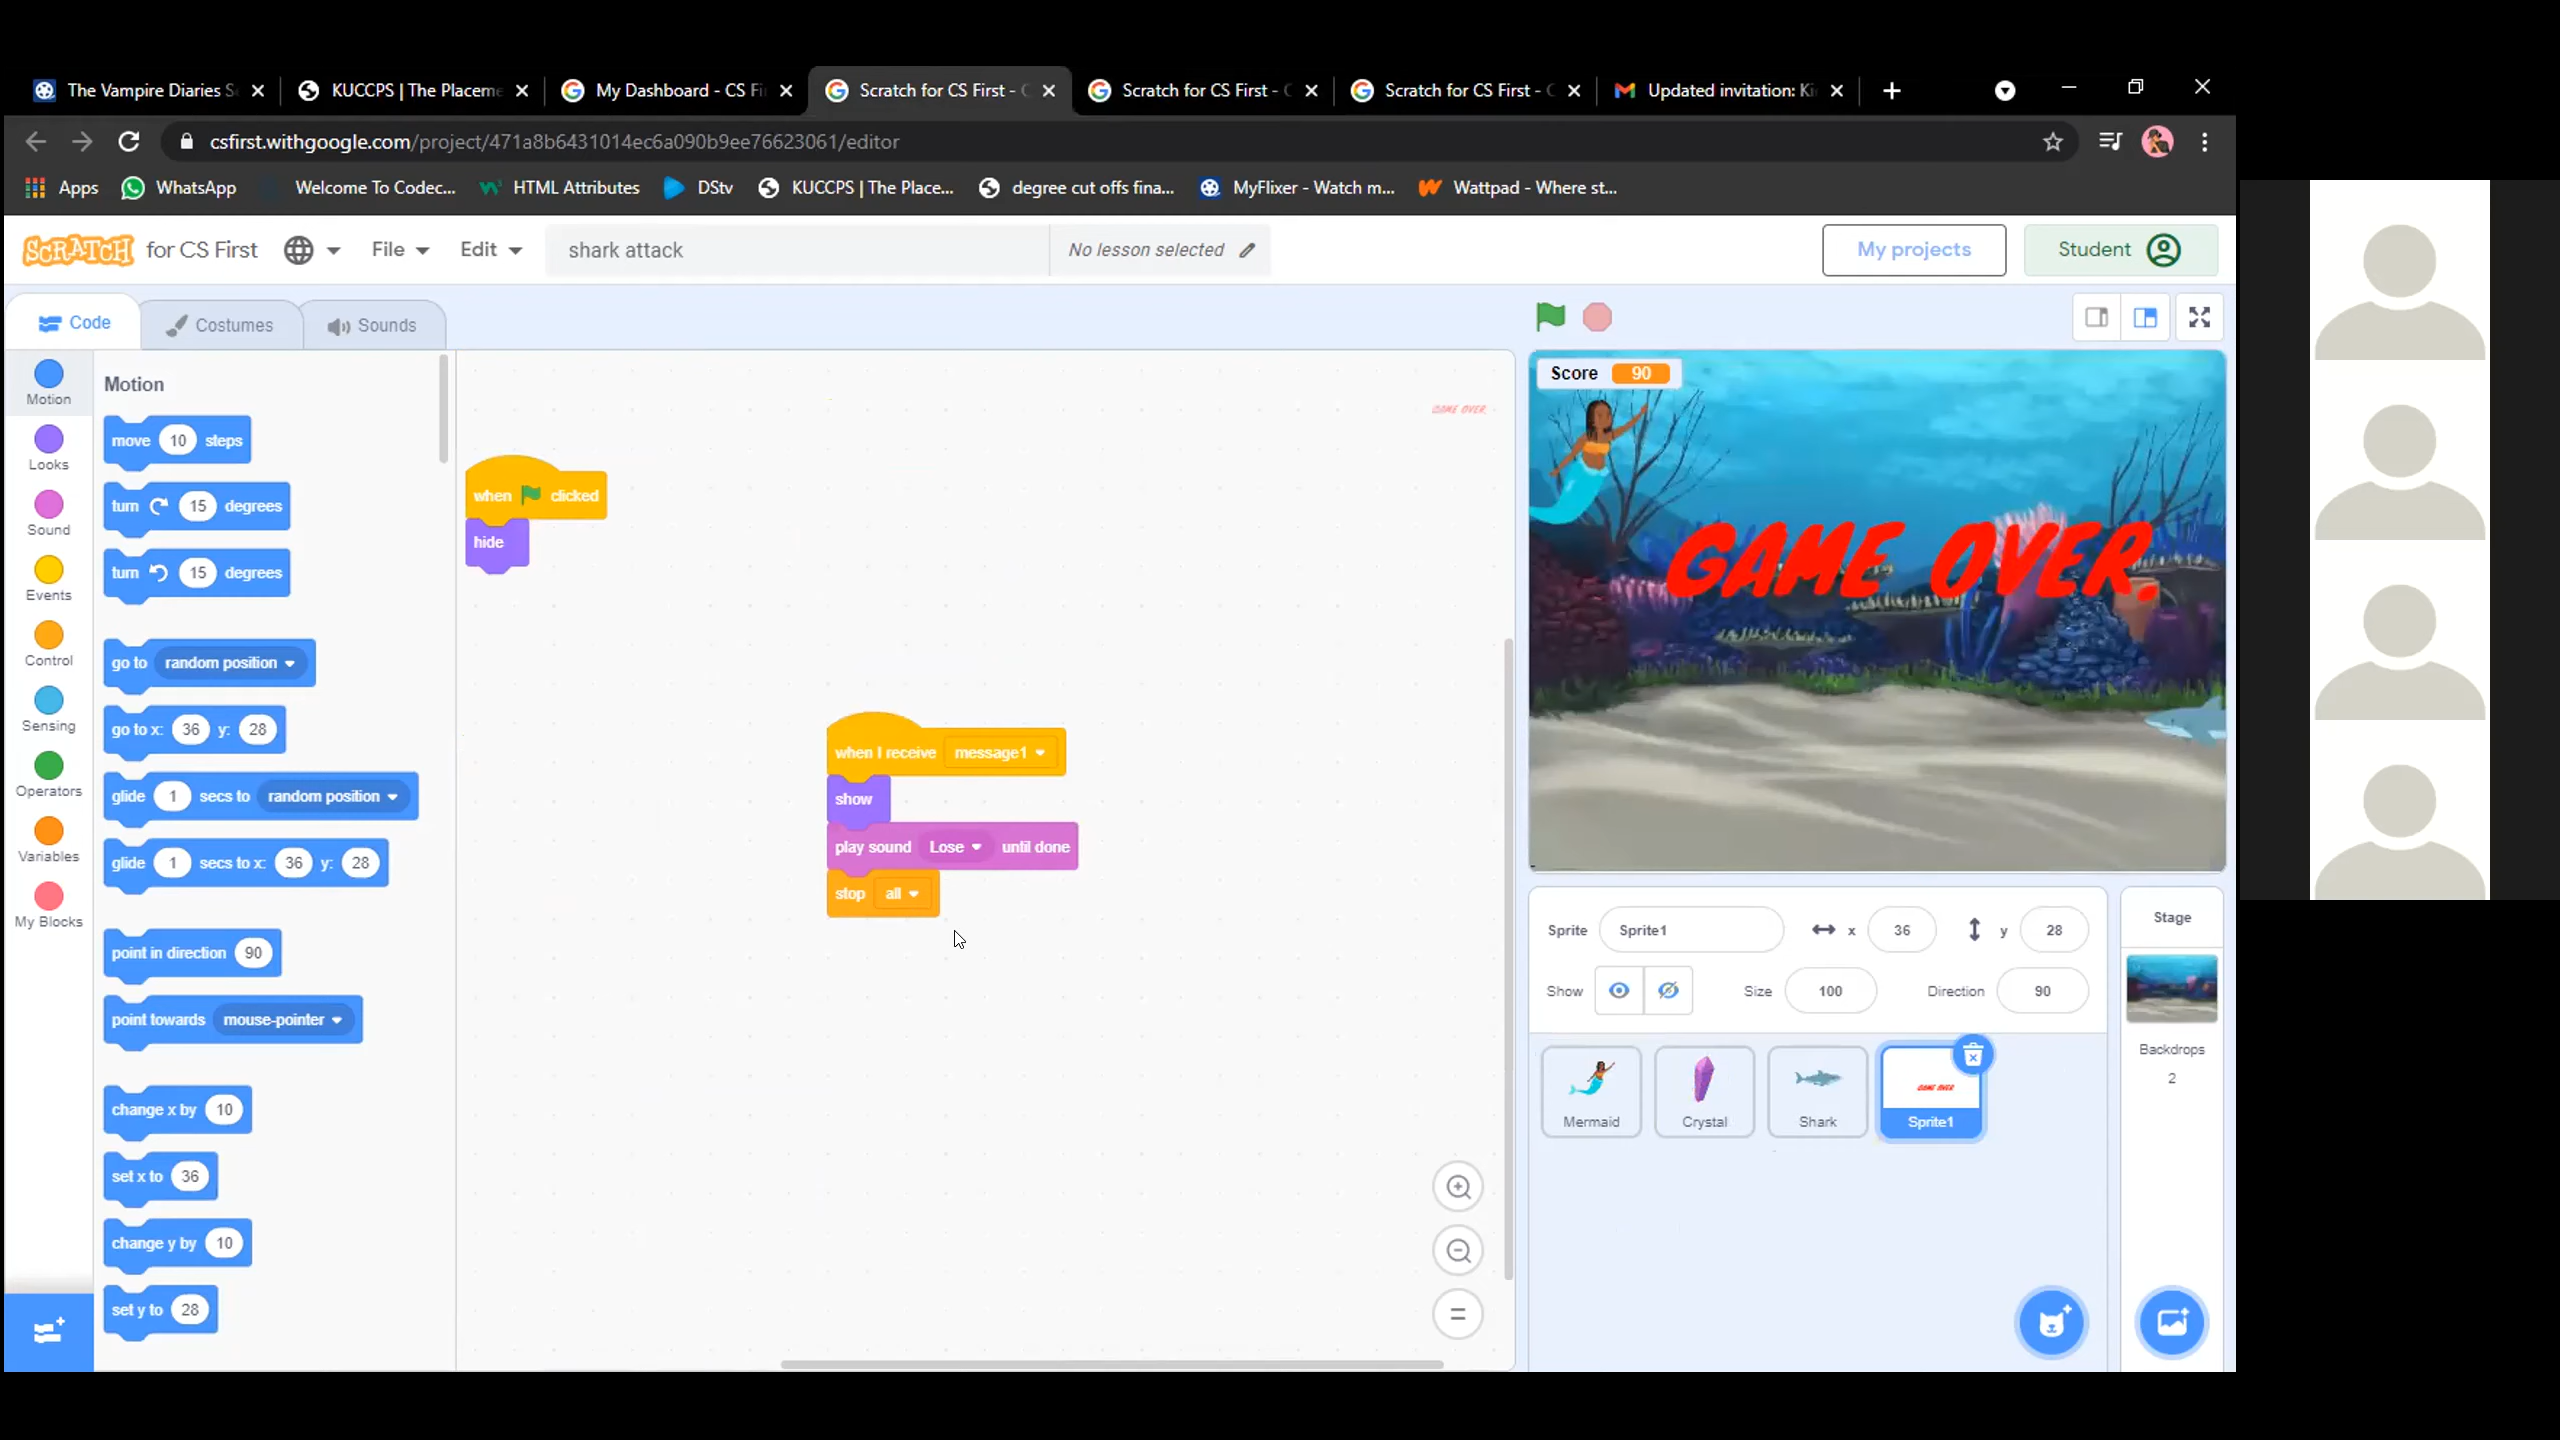 The Vampire Diaries S
KUCCPS | The Placeme
My Dashboard - CS Fi
Scratch for CS First - C
Scratch for CS First - C
Scratch for CS First - C
Updated invitation: Ki
csfirst.withgoogle.com/project/471a8b6431014ec6a090b9ee76623061/editor
Apps
WhatsApp
Welcome To Codec...
HTML Attributes
DStv
KUCCPS | The Place...
degree cut offs fina...
MyFlixer - Watch m...
Wattpad - Where st...
SCRATCH for CS First
File
Edit
shark attack
No lesson selected
My projects
Student
Code
Costumes
Sounds
Motion
Looks
Sound
Events
Control
Sensing
Operators
Variables
My Blocks
Motion
move 10 steps
turn 15 degrees
turn 15 degrees
go to random position
go to x: 36 y: 28
glide 1 secs to random position
glide 1 secs to x: 36 y: 28
point in direction 90
point towards mouse-pointer
change x by 10
set x to 36
change y by 10
set y to 28
when clicked
hide
GAME OVER.
when I receive message1
show
play sound Lose until done
stop all
Score 90
GAME OVER.
Sprite Sprite1 x 36 y 28
Show Size 100 Direction 90
Mermaid
Crystal
Shark
GAME OVER
Sprite1
Stage
Backdrops
2